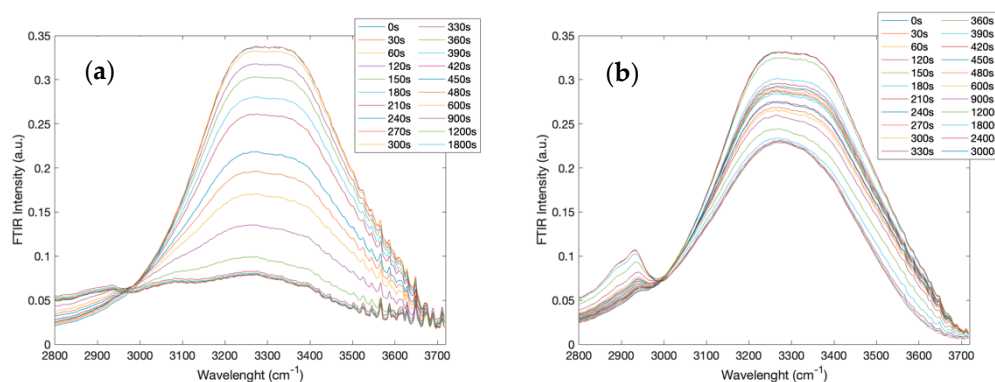 (a)
0.35
0.3
0.25
0.2
0.15
0.1
0.05
0
FTIR Intensity (a.u.)
2800 2900 3000 3100 3200 3300 3400 3500 3600 3700
Wavelenght (cm-1)
0s 330s
30s 360s
60s 390s
120s 420s
150s 450s
180s 480s
210s 600s
240s 900s
270s 1200s
300s 1800s
(b)
0.35
0.3
0.25
0.2
0.15
0.1
0.05
0
FTIR Intensity (a.u.)
2800 2900 3000 3100 3200 3300 3400 3500 3600 3700
Wavelenght (cm-1)
0s 360s
30s 390s
60s 420s
120s 450s
150s 480s
180s 600s
210s 900s
240s 1200
270s 1800
300s 2400
330s 3000